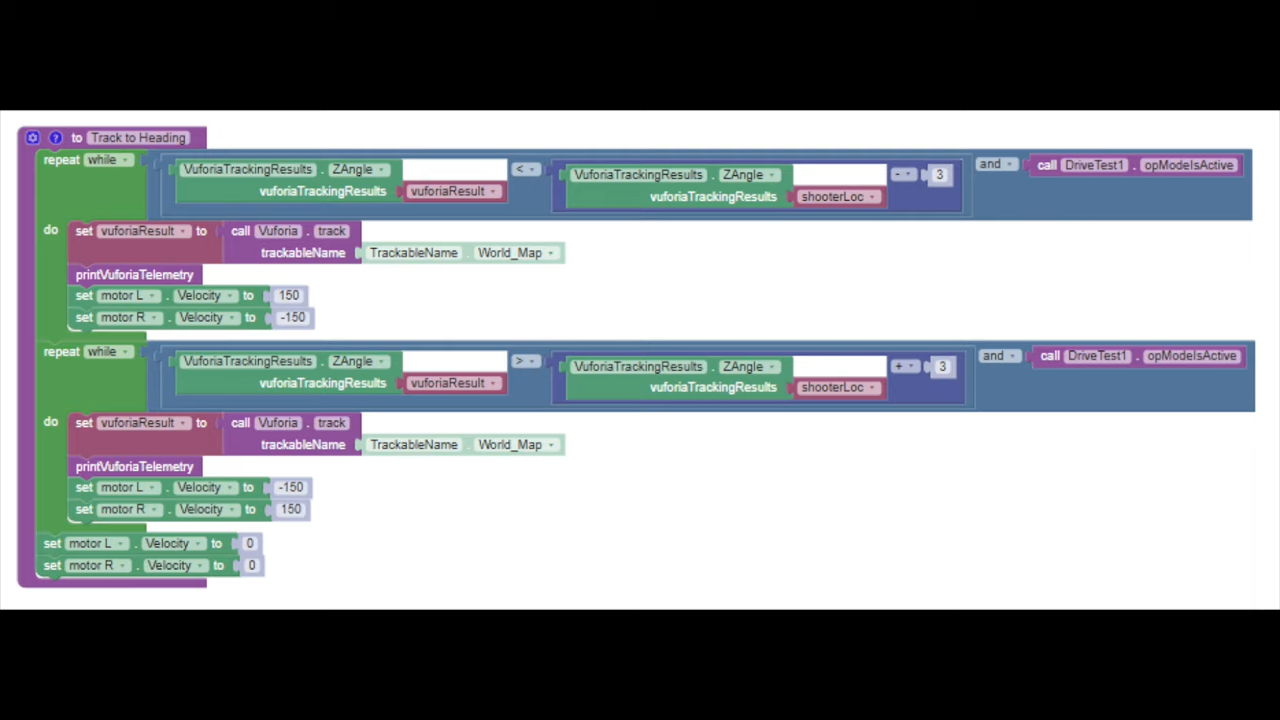 ? to Track to Heading
repeat while VuforiaTrackingResults . ZAngle < VuforiaTrackingResults . ZAngle - 3 and call DriveTest1 . opModeIsActive
vuforiaTrackingResults vuforiaResult vuforiaTrackingResults shooterLoc
do set vuforiaResult to call Vuforia . track
trackableName TrackableName . World_Map
printVuforiaTelemetry
set motor L . Velocity to 150
set motor R . Velocity to -150
repeat while VuforiaTrackingResults . ZAngle > VuforiaTrackingResults . ZAngle + 3 and call DriveTest1 . opModeIsActive
vuforiaTrackingResults vuforiaResult vuforiaTrackingResults shooterLoc
do set vuforiaResult to call Vuforia . track
trackableName TrackableName . World_Map
printVuforiaTelemetry
set motor L . Velocity to -150
set motor R . Velocity to 150
set motor L . Velocity to 0
set motor R . Velocity to 0